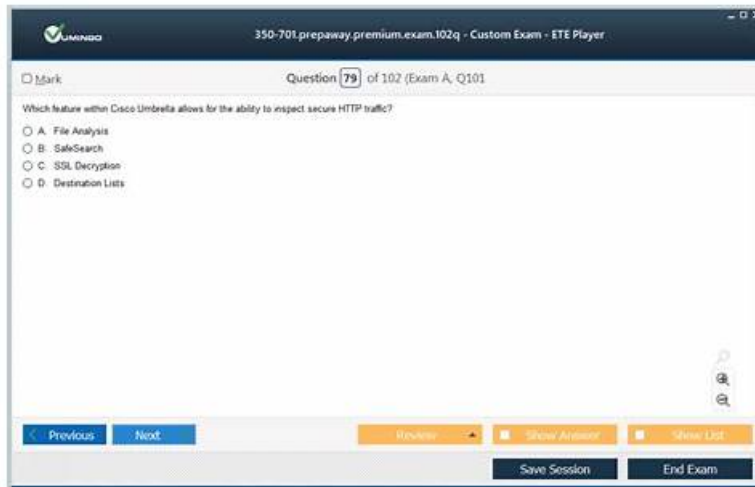 VUMINGO
350-701.prepaway.premium.exam.102q - Custom Exam - ETE Player
Mark
Question 79 of 102 (Exam A, Q101
Which feature within Cisco Umbrella allows for the ability to inspect secure HTTP traffic?
A. File Analysis
B. SafeSearch
C. SSL Decryption
D. Destination Lists
Previous
Next
Review
Show Answer
Show List
Save Session
End Exam